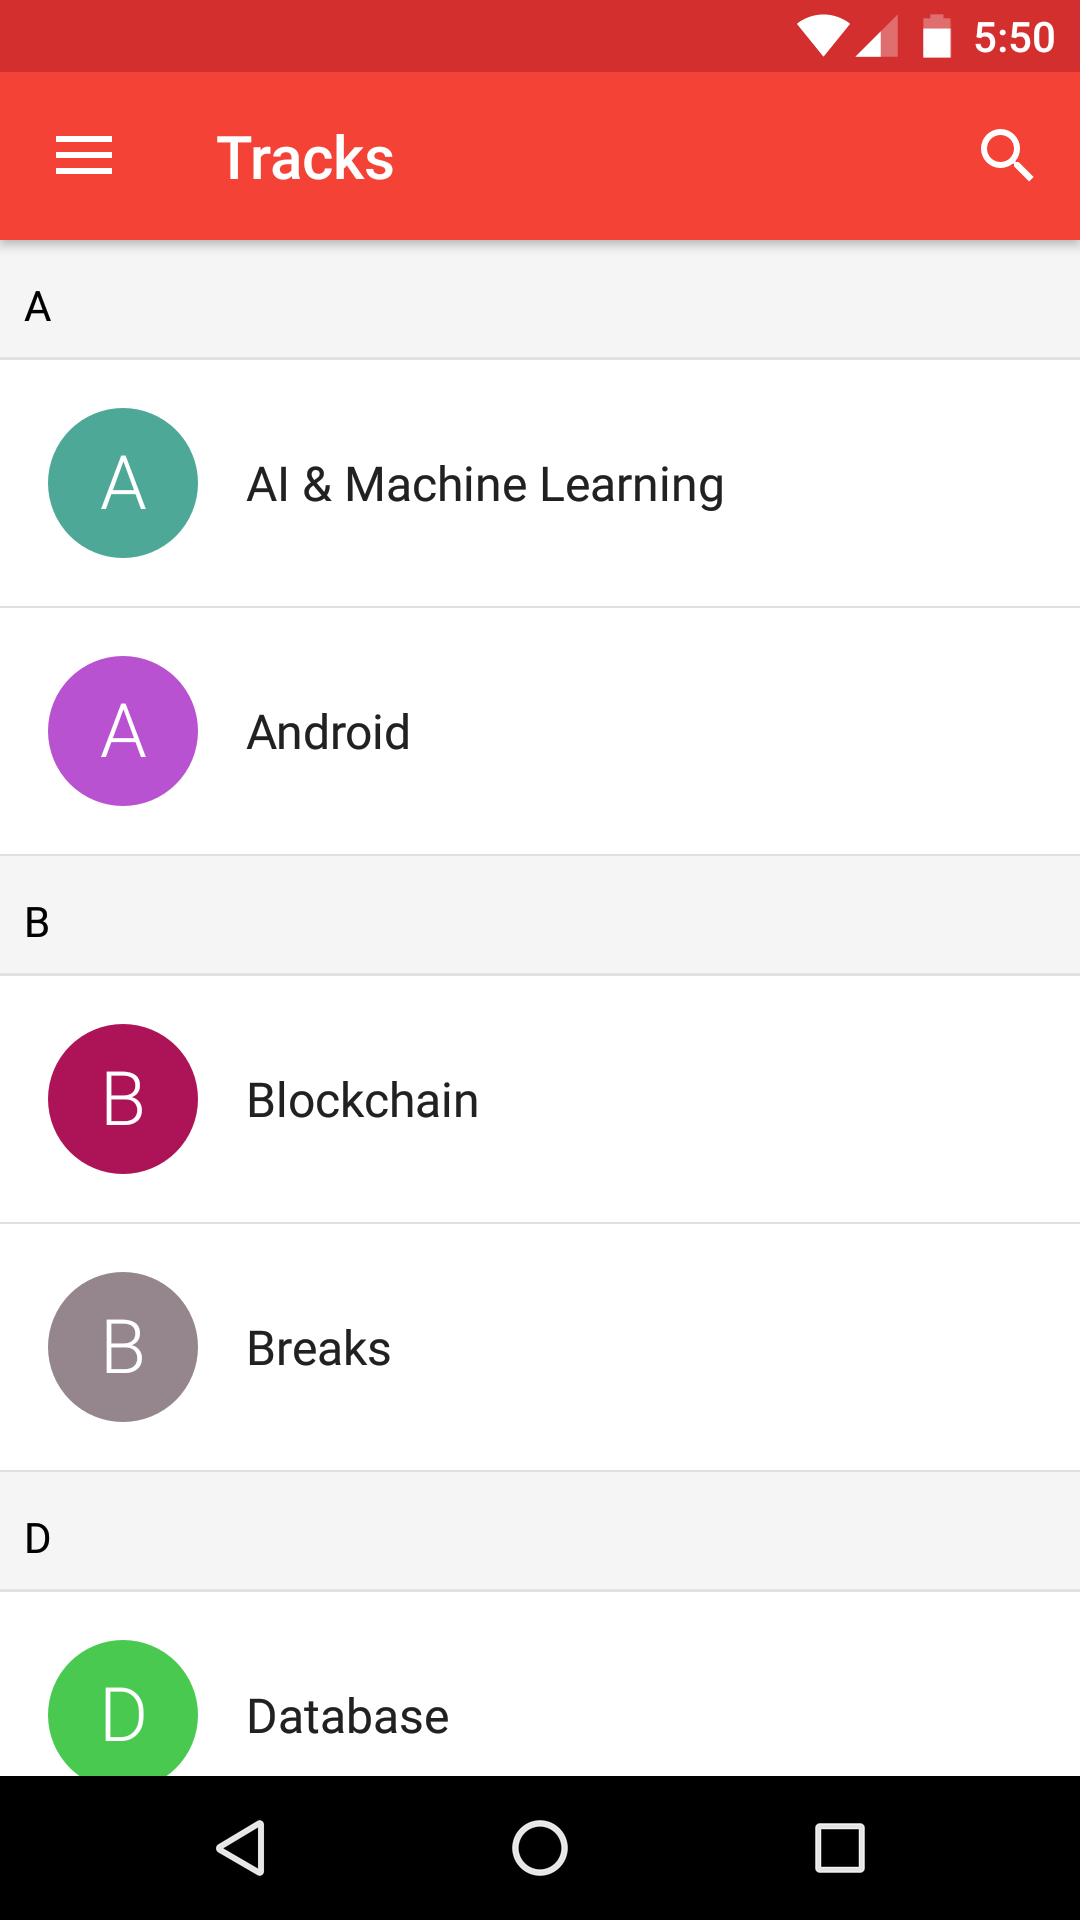 5:50
Tracks
A
A AI & Machine Learning
A Android
B
B Blockchain
B Breaks
D
D Database